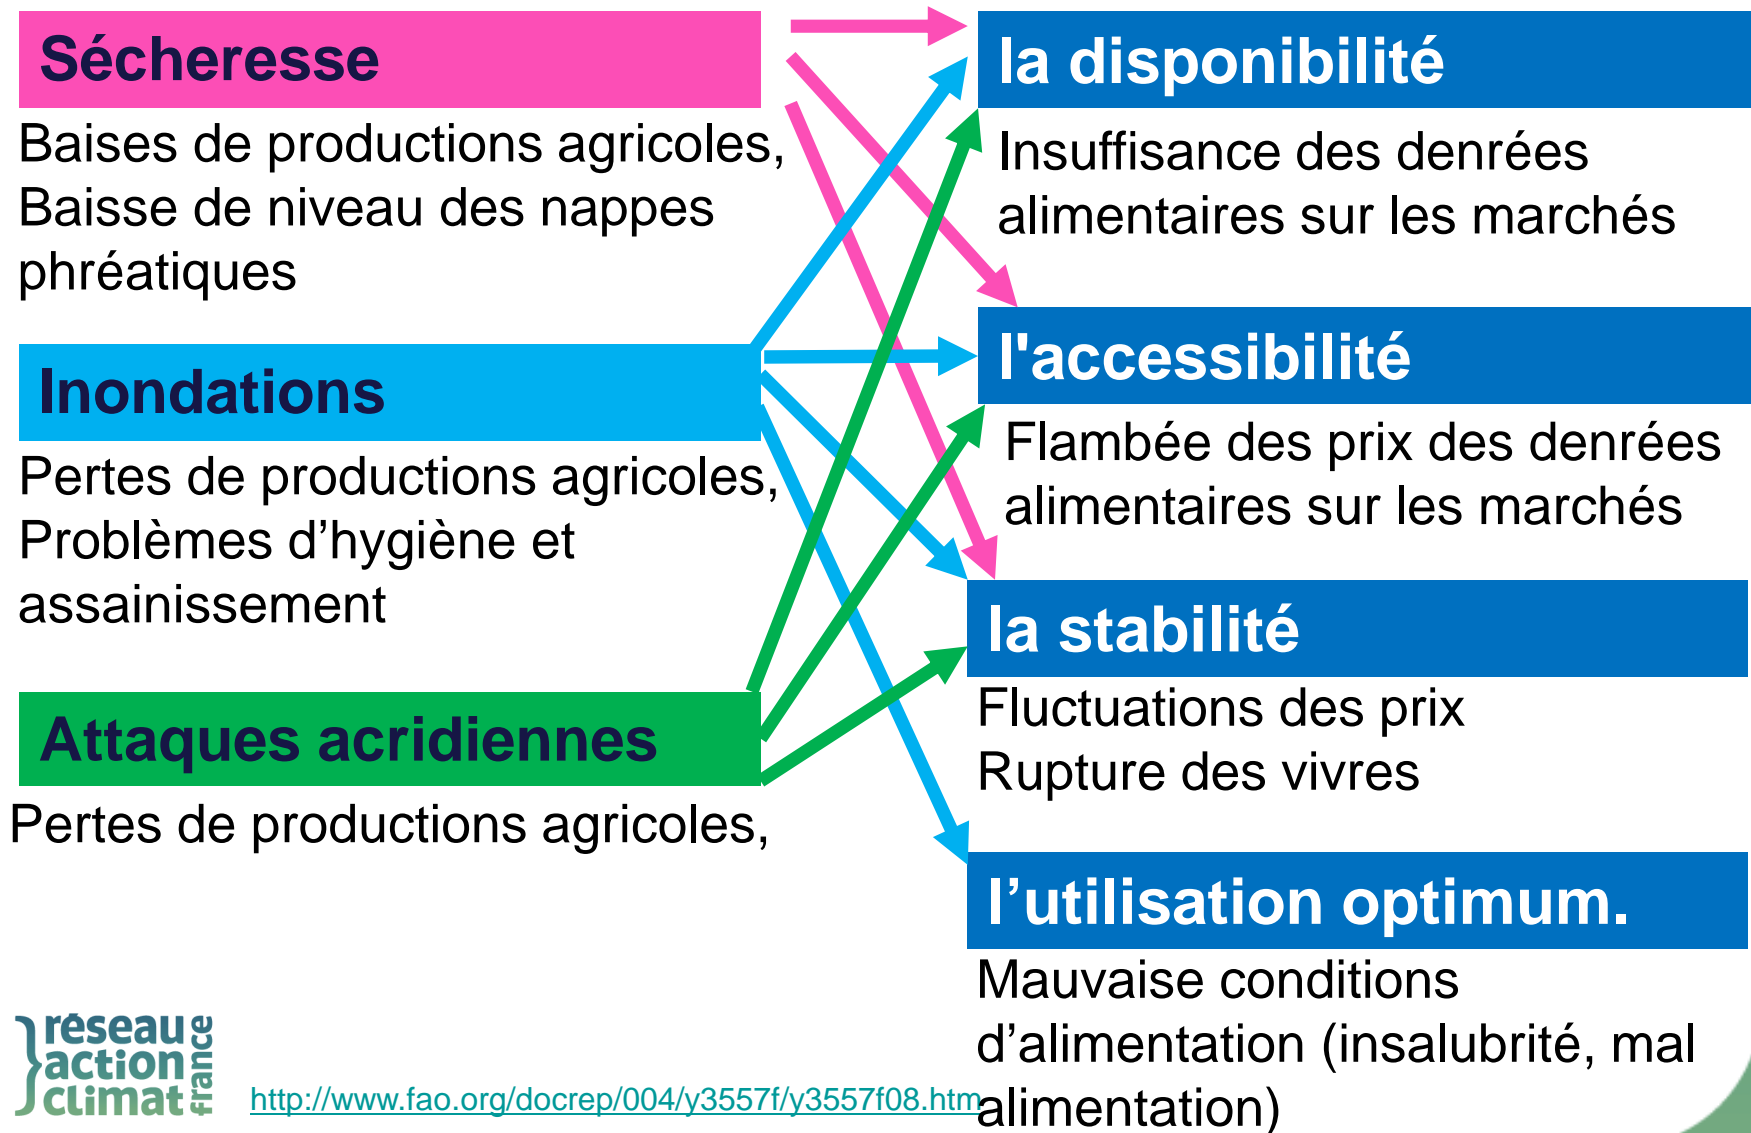 Sécheresse
Baises de productions agricoles,
Baisse de niveau des nappes
phréatiques
Inondations
Pertes de productions agricoles,
Problèmes d’hygiène et
assainissement
Attaques acridiennes
Pertes de productions agricoles,
la disponibilité
Insuffisance des denrées
alimentaires sur les marchés
l'accessibilité
Flambée des prix des denrées
alimentaires sur les marchés
la stabilité
Fluctuations des prix
Rupture des vivres
l’utilisation optimum.
Mauvaise conditions
d’alimentation (insalubrité, mal
alimentation)
réseau
action
climat
france
http://www.fao.org/docrep/004/y3557f/y3557f08.htm